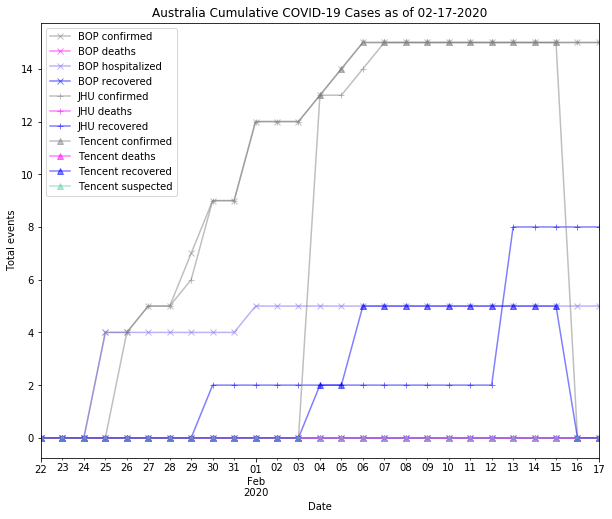 Australia Cumulative COVID-19 Cases as of 02-17-2020
BOP confirmed
BOP deaths
BOP hospitalized
BOP recovered
JHU confirmed
JHU deaths
JHU recovered
Tencent confirmed
Tencent deaths
Tencent recovered
Tencent suspected
14
12
10
8
6
4
2
0
Total events
22 23 24 25 26 27 28 29 30 31 01 02 03 04 05 06 07 08 09 10 11 12 13 14 15 16 17
Feb
2020
Date